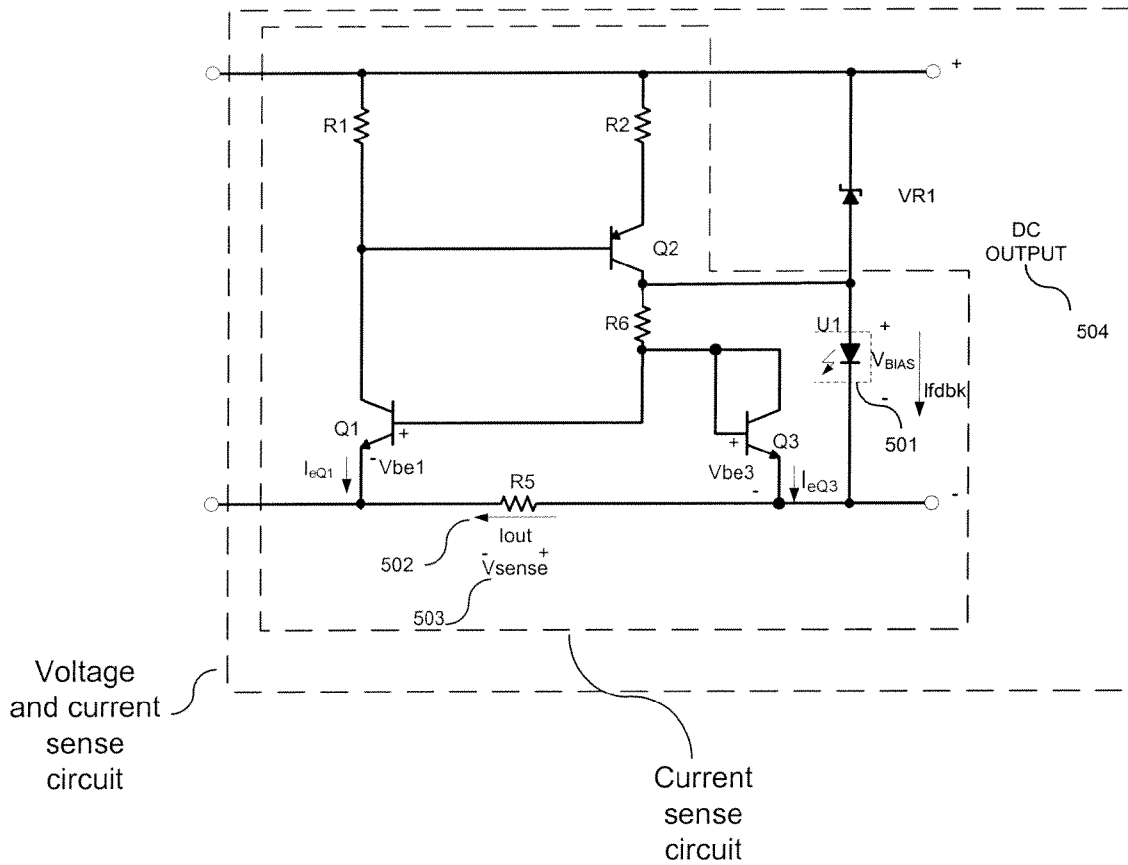 +
R1
R2
VR1
Q2
DC
OUTPUT
504
R6
U1
+
VBIAS
-
Ifdbk
501
Q1
+
-
Vbe1
IeQ1
Q3
+
Vbe3
-
IeQ3
R5
-
Iout
502
-
+
Vsense
503
Voltage
and current
sense
circuit
Current
sense
circuit